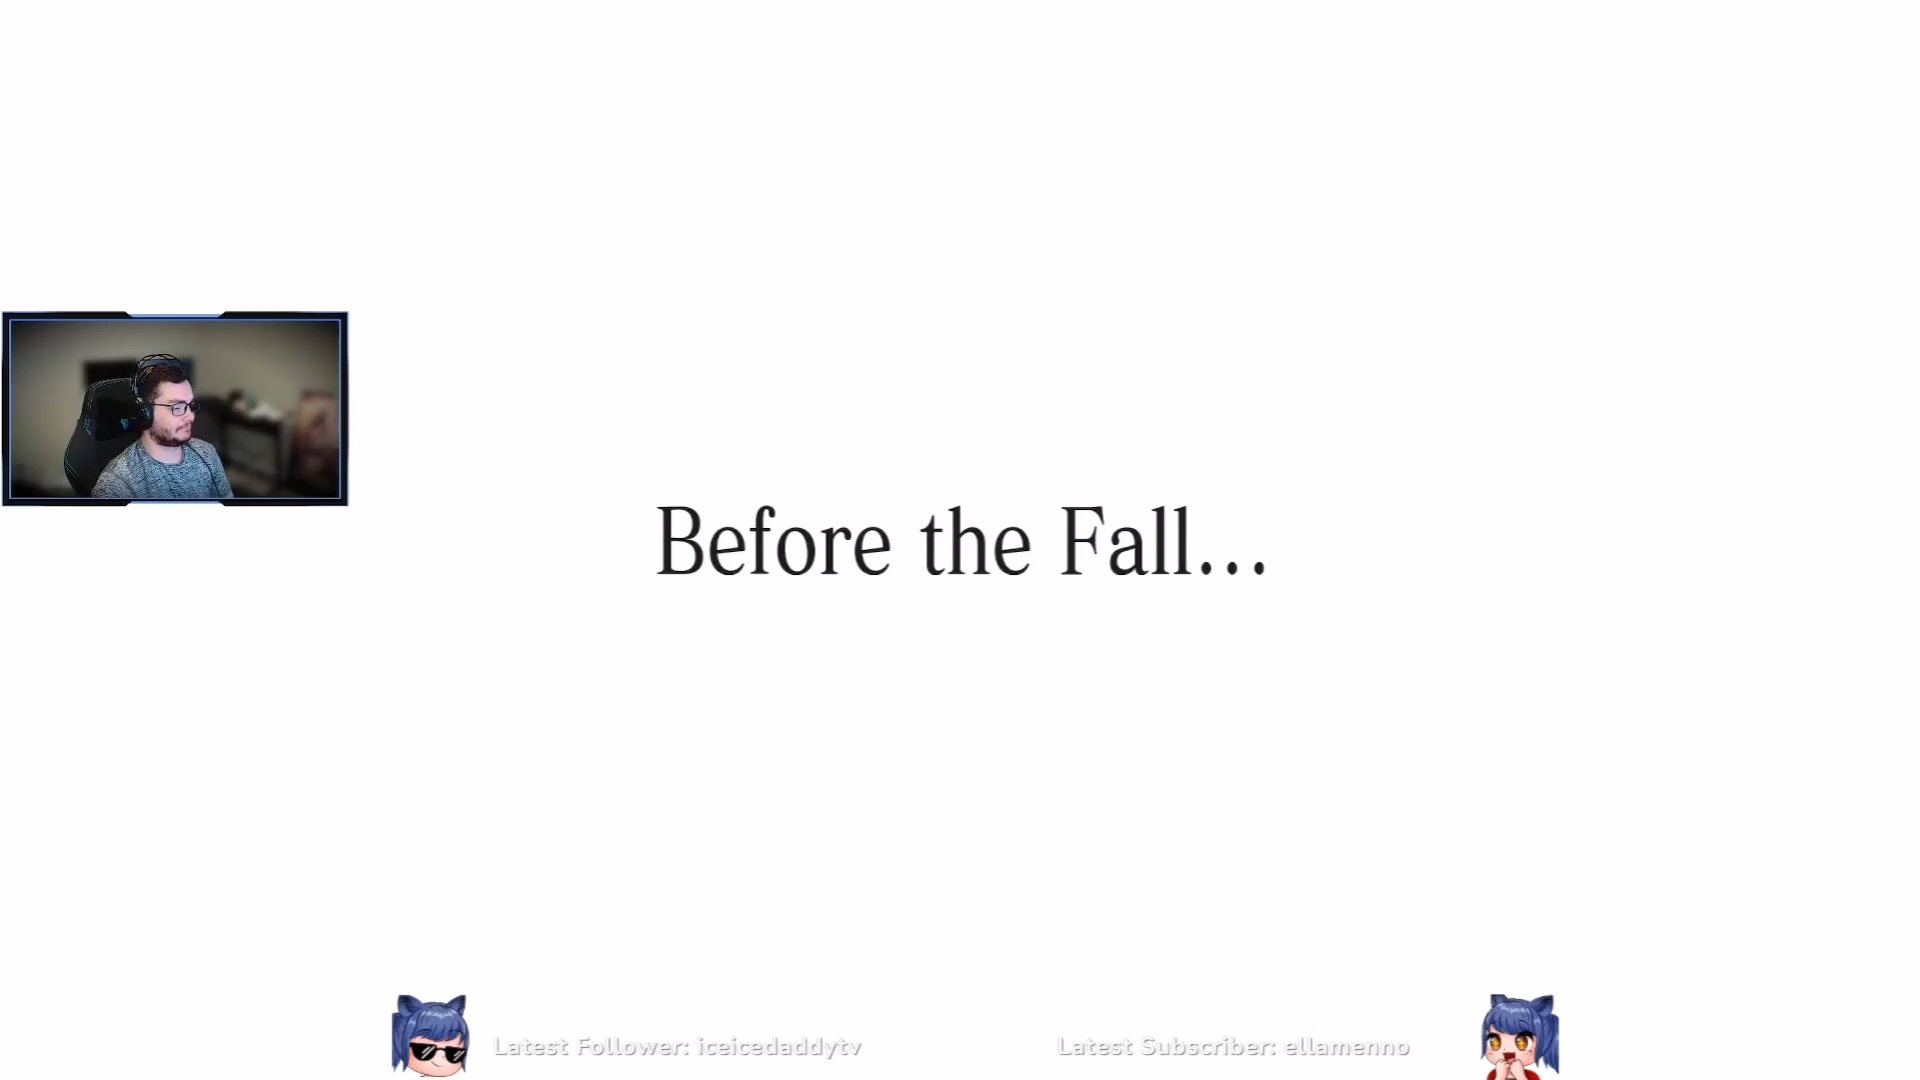 Before the Fall...
Latest Follower: iceicedaddytv
Latest Subscriber: ellamenno